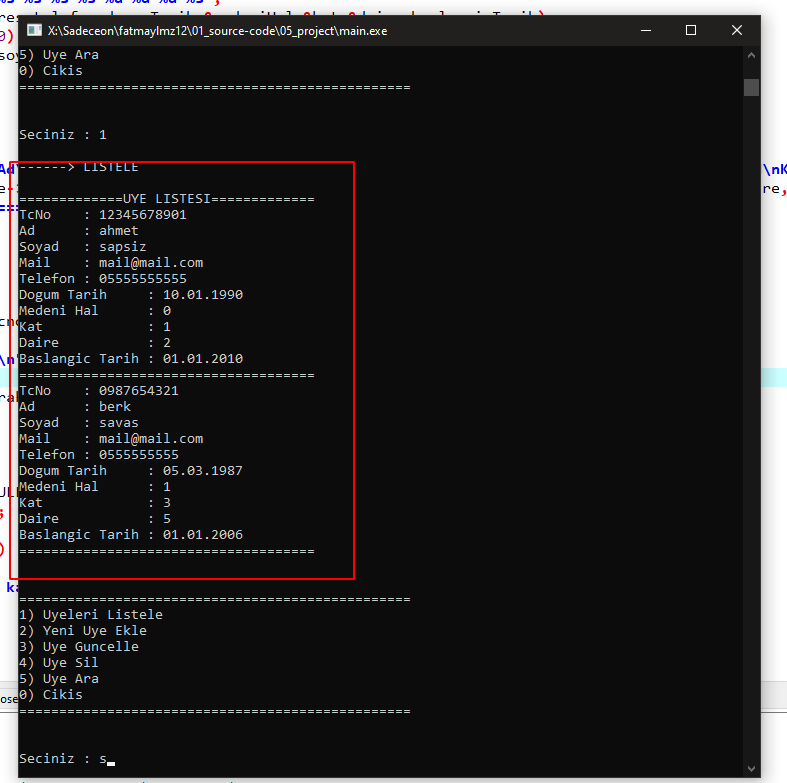 X:\Sadeceon\fatmaylmz12\01_source-code\05_project\main.exe
5) Uye Ara
0) Cikis
=================================================
Seciniz : 1
------> LISTELE
=============UYE LISTESI=============
TcNo    : 12345678901
Ad      : ahmet
Soyad   : sapsiz
Mail    : mail@mail.com
Telefon : 05555555555
Dogum Tarih     : 10.01.1990
Medeni Hal      : 0
Kat             : 1
Daire           : 2
Baslangic Tarih : 01.01.2010
=====================================
TcNo    : 0987654321
Ad      : berk
Soyad   : savas
Mail    : mail@mail.com
Telefon : 0555555555
Dogum Tarih     : 05.03.1987
Medeni Hal      : 1
Kat             : 3
Daire           : 5
Baslangic Tarih : 01.01.2006
=====================================
=================================================
1) Uyeleri Listele
2) Yeni Uye Ekle
3) Uye Guncelle
4) Uye Sil
5) Uye Ara
0) Cikis
=================================================
Seciniz : s